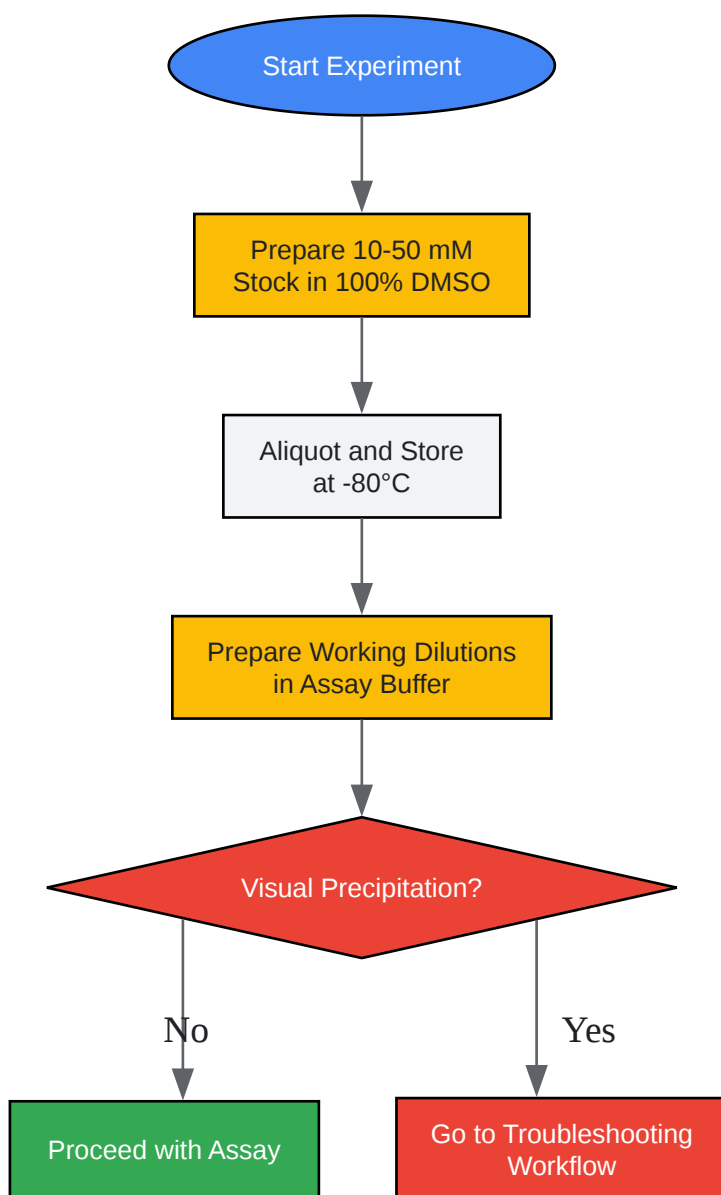 Start Experiment
Prepare 10-50 mM
Stock in 100% DMSO
Aliquot and Store
at -80°C
Prepare Working Dilutions
in Assay Buffer
Visual Precipitation?
No
Yes
Proceed with Assay
Go to Troubleshooting
Workflow